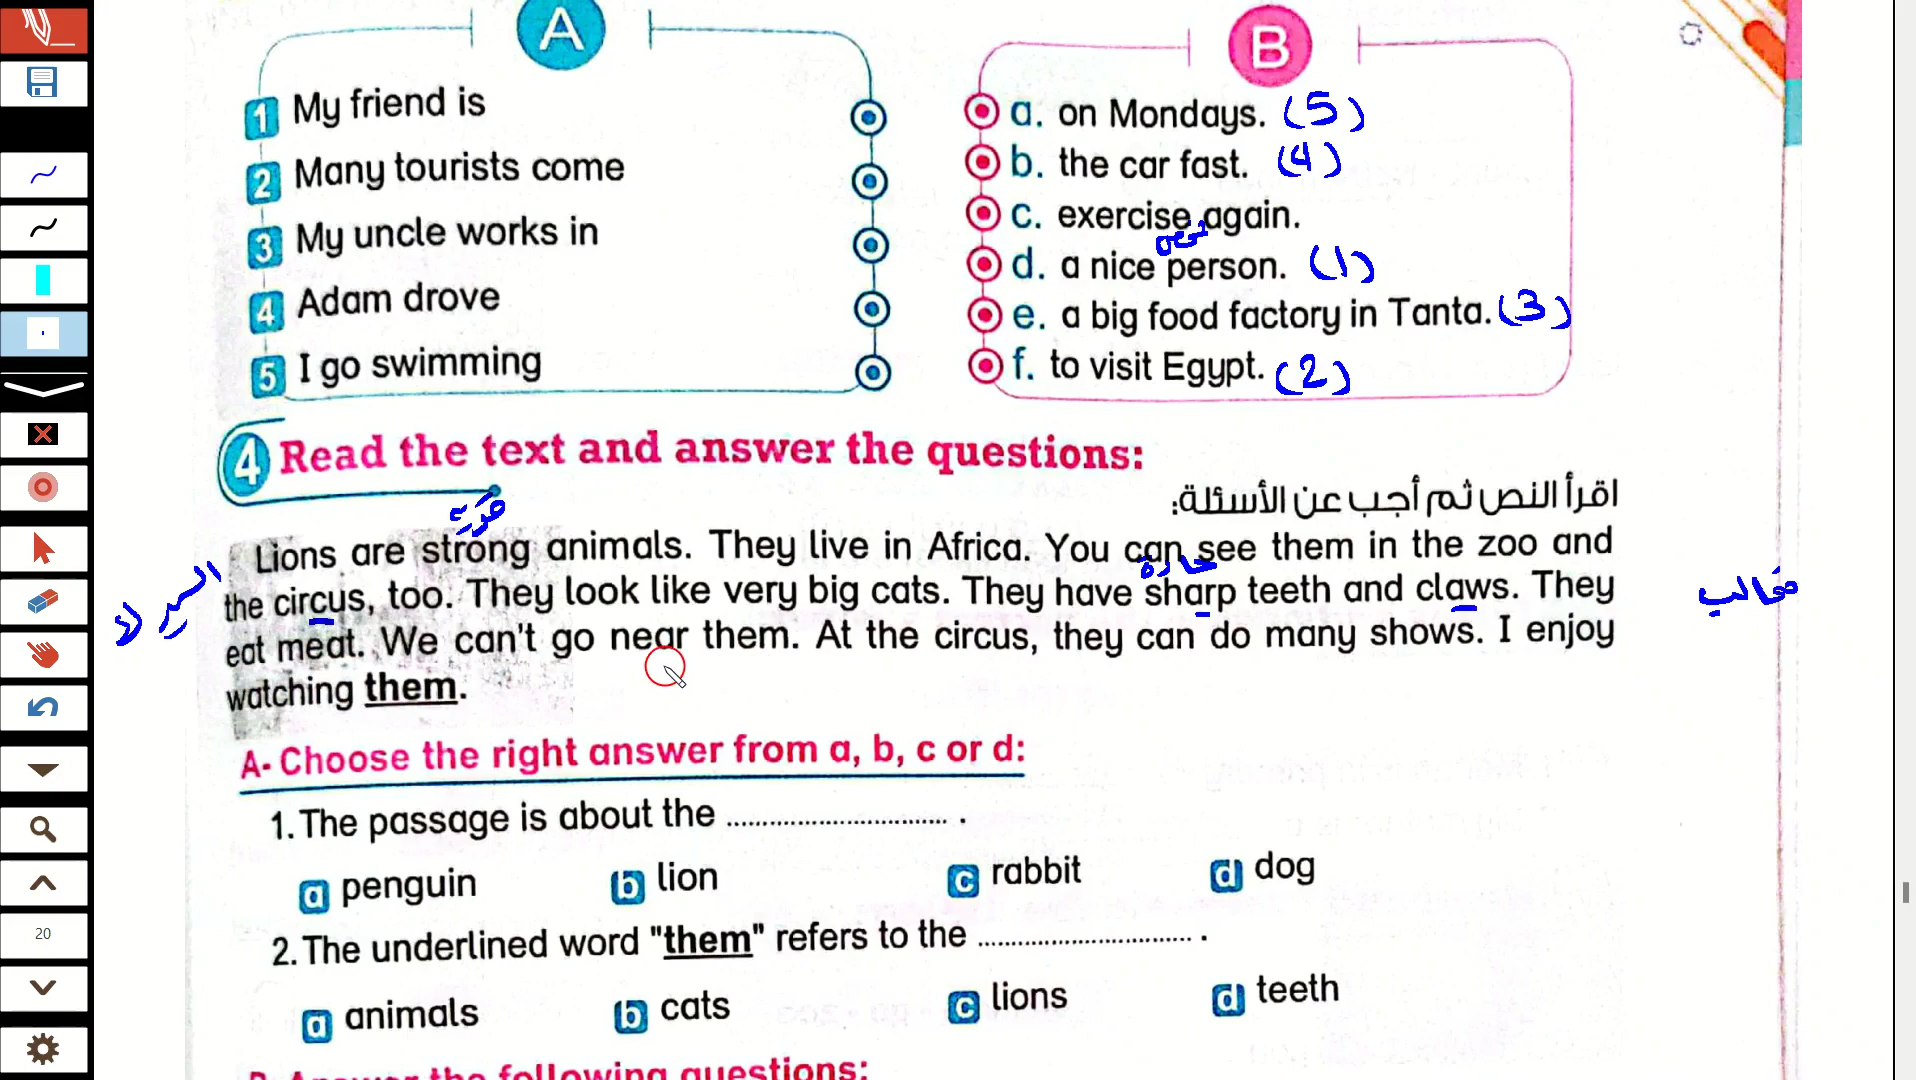 A
B
1 My friend is
2 Many tourists come
3 My uncle works in
4 Adam drove
5 I go swimming
a. on Mondays. (5)
b. the car fast. (4)
c. exercise again.
شخص
d. a nice person. (1)
e. a big food factory in Tanta. (3)
f. to visit Egypt. (2)
4 Read the text and answer the questions:
اقرأ النص ثم أجب عن الأسئلة:
قوية
Lions are strong animals. They live in Africa. You can see them in the zoo and
حادة
السيرك
the circus, too. They look like very big cats. They have sharp teeth and claws. They
مخالب
eat meat. We can't go near them. At the circus, they can do many shows. I enjoy
watching them.
A- Choose the right answer from a, b, c or d:
1. The passage is about the ............................ .
a penguin b lion c rabbit d dog
2. The underlined word "them" refers to the ........................... .
a animals b cats c lions d teeth
B- Answer the following questions:
20